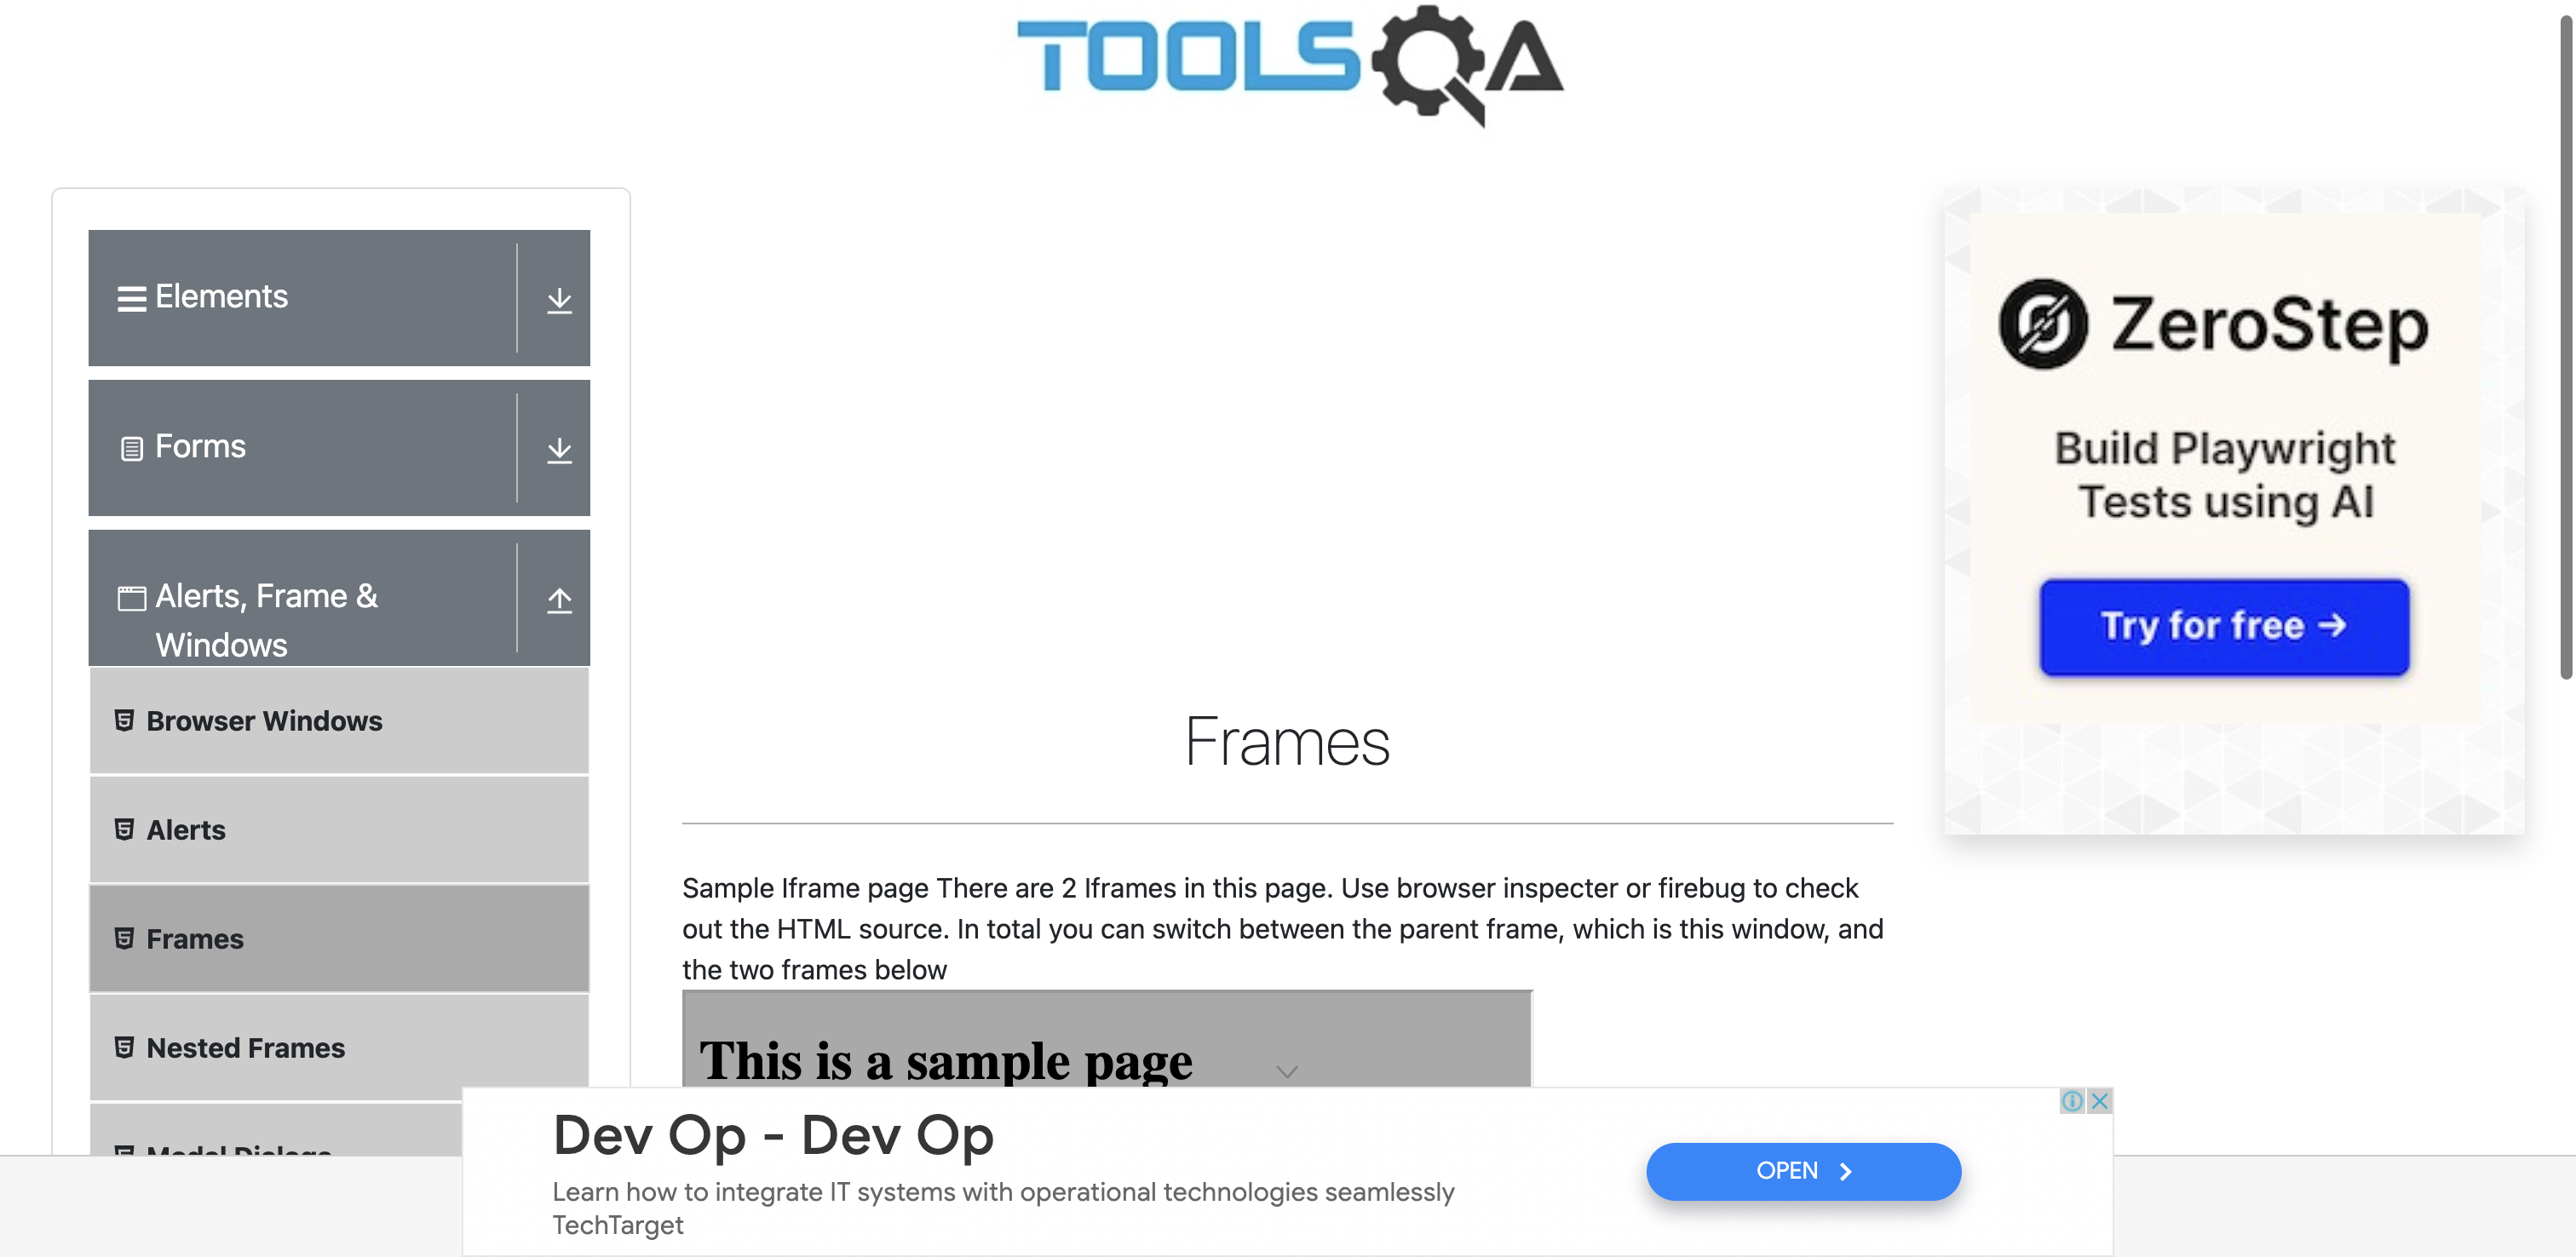 TOOLSQA
Elements
Forms
Alerts, Frame &
Windows
Browser Windows
Alerts
Frames
Nested Frames
Modal Dialogs
Frames
Sample Iframe page There are 2 Iframes in this page. Use browser inspecter or firebug to check
out the HTML source. In total you can switch between the parent frame, which is this window, and
the two frames below
This is a sample page
ZeroStep
Build Playwright
Tests using AI
Try for free →
Dev Op - Dev Op
Learn how to integrate IT systems with operational technologies seamlessly
TechTarget
OPEN